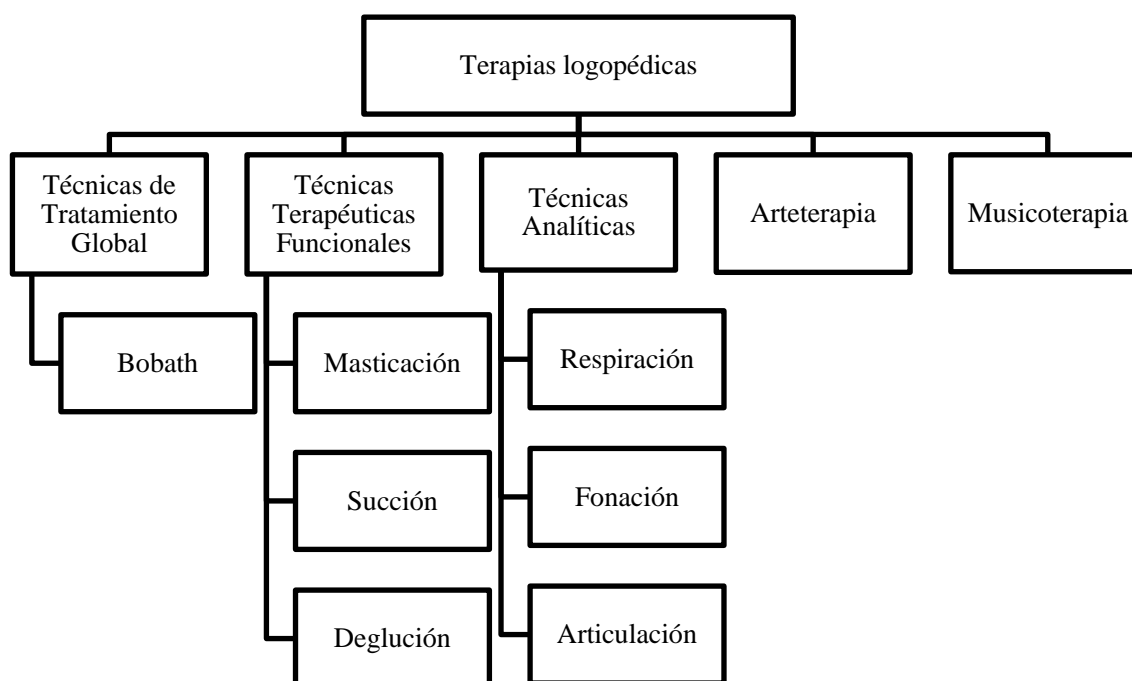 Terapias logopédicas
Técnicas de
Tratamiento
Global
Técnicas
Terapéuticas
Funcionales
Técnicas
Analíticas
Arteterapia
Musicoterapia
Bobath
Masticación
Respiración
Succión
Fonación
Deglución
Articulación